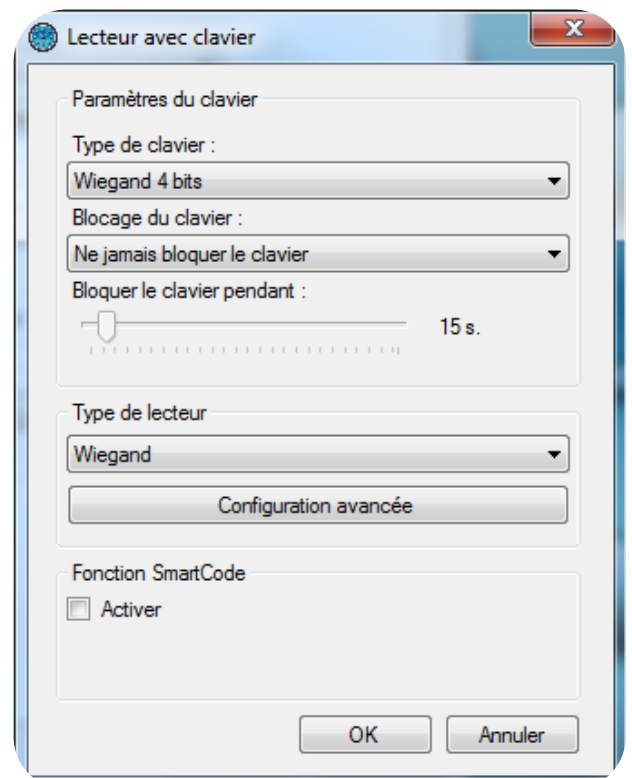 Lecteur avec clavier
Paramètres du clavier
Type de clavier :
Wiegand 4 bits
Blocage du clavier :
Ne jamais bloquer le clavier
Bloquer le clavier pendant :
15 s.
Type de lecteur
Wiegand
Configuration avancée
Fonction SmartCode
Activer
OK Annuler